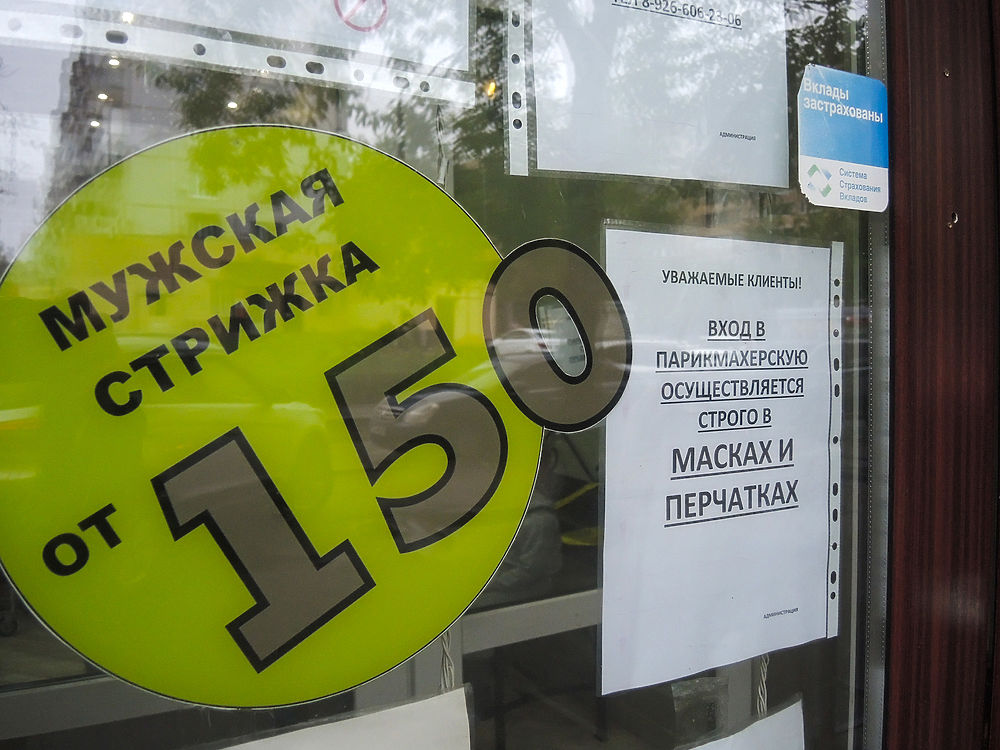 ТЕЛ 8-926-606-23-06
АДМИНИСТРАЦИЯ
Вклады
застрахованы
Система
Страхования
Вкладов
МУЖСКАЯ
СТРИЖКА
ОТ 150
УВАЖАЕМЫЕ КЛИЕНТЫ!
ВХОД В
ПАРИКМАХЕРСКУЮ
ОСУЩЕСТВЛЯЕТСЯ
СТРОГО В
МАСКАХ И
ПЕРЧАТКАХ
АДМИНИСТРАЦИЯ